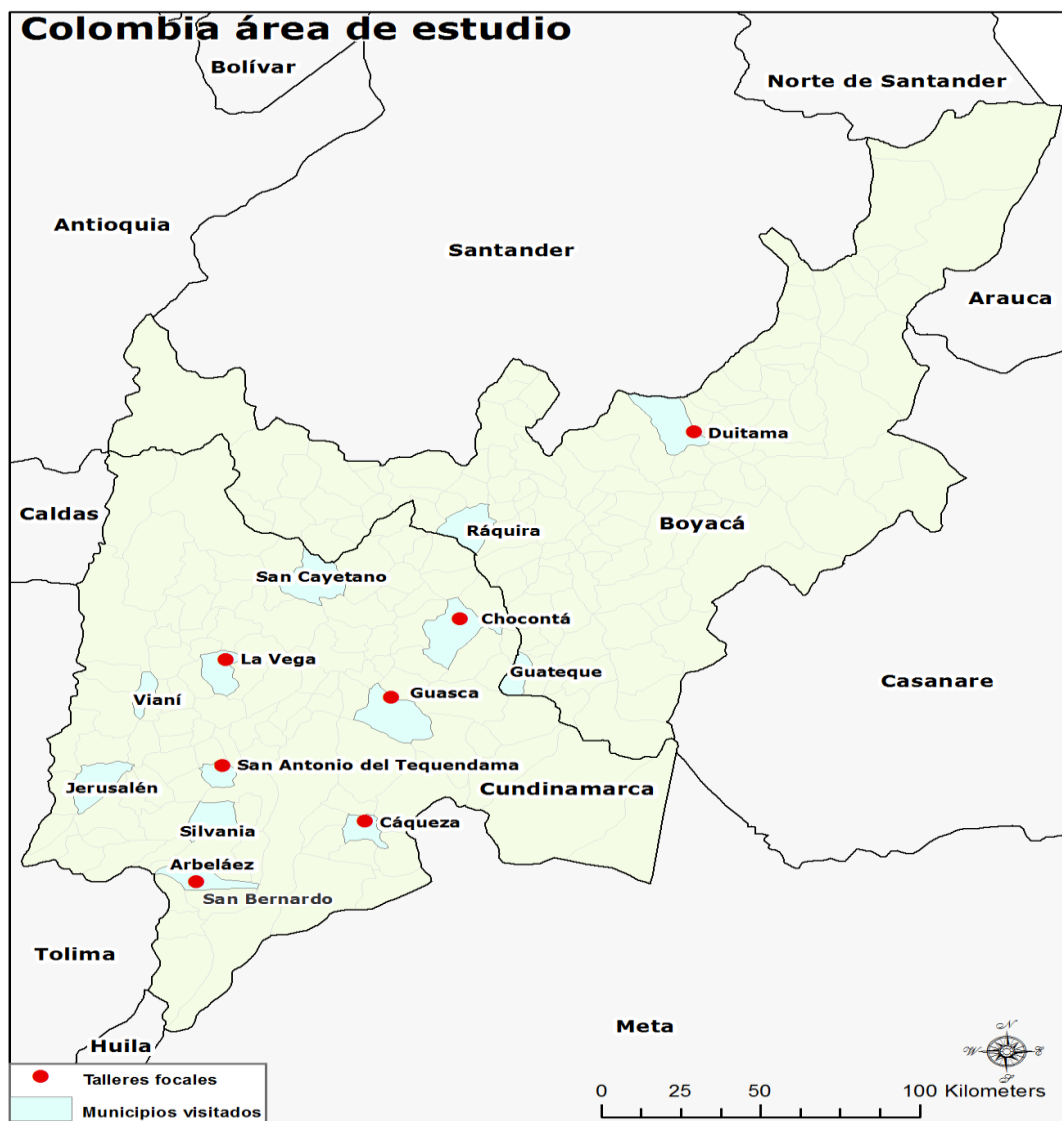 Colombia área de estudio
Bolívar
Norte de Santander
Antioquia
Santander
Arauca
Duitama
Caldas
Boyacá
Ráquira
San Cayetano
Chocontá
La Vega
Guateque
Casanare
Guasca
Vianí
San Antonio del Tequendama
Jerusalén
Cundinamarca
Cáqueza
Silvania
Arbeláez
San Bernardo
Tolima
Meta
Huila
N
W
E
S
Talleres focales
Municipios visitados
0 25 50 100 Kilometers